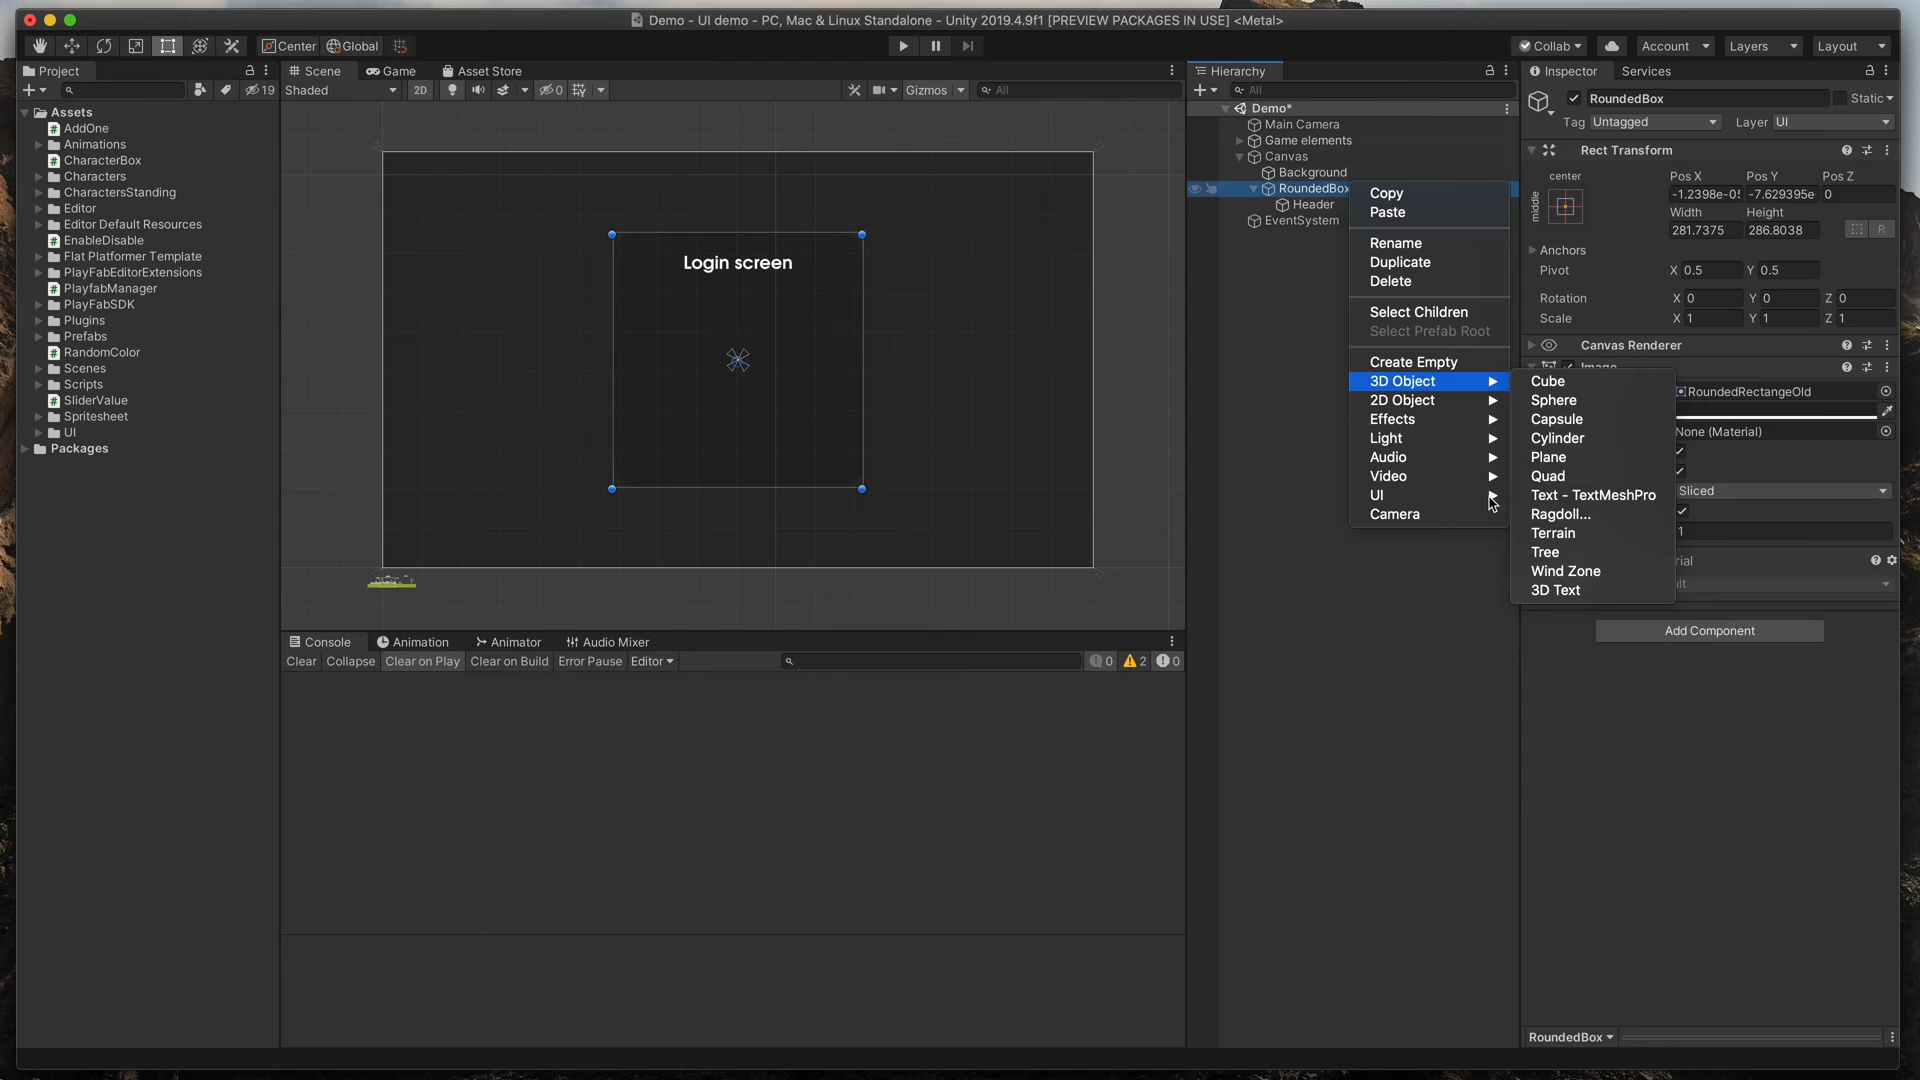 Demo - UI demo - PC, Mac & Linux Standalone - Unity 2019.4.9f1 [PREVIEW PACKAGES IN USE] <Metal>
Center Global Collab Account Layers Layout
Project
19
Assets
AddOne
Animations
CharacterBox
Characters
CharactersStanding
Editor
Editor Default Resources
EnableDisable
Flat Platformer Template
PlayFabEditorExtensions
PlayfabManager
PlayFabSDK
Plugins
Prefabs
RandomColor
Scenes
Scripts
SliderValue
Spritesheet
UI
Packages
Scene Game Asset Store
Shaded 2D 0 Gizmos All
Login screen
Console Animation Animator Audio Mixer
Clear Collapse Clear on Play Clear on Build Error Pause Editor 0 2 0
Hierarchy
All
Demo*
Main Camera
Game elements
Canvas
Background
RoundedBox
Header
EventSystem
Copy
Paste
Rename
Duplicate
Delete
Select Children
Select Prefab Root
Create Empty
3D Object
2D Object
Effects
Light
Audio
Video
UI
Camera
Cube
Sphere
Capsule
Cylinder
Plane
Quad
Text - TextMeshPro
Ragdoll...
Terrain
Tree
Wind Zone
3D Text
Inspector Services
RoundedBox Static
Tag Untagged Layer UI
Rect Transform
center
middle
Pos X Pos Y Pos Z
-1.2398e-05 -7.629395e 0
Width Height
281.7375 286.8038 R
Anchors
Pivot X 0.5 Y 0.5
Rotation X 0 Y 0 Z 0
Scale X 1 Y 1 Z 1
Canvas Renderer
Image
RoundedRectangeOld
None (Material)
Sliced
1
rial
Add Component
RoundedBox